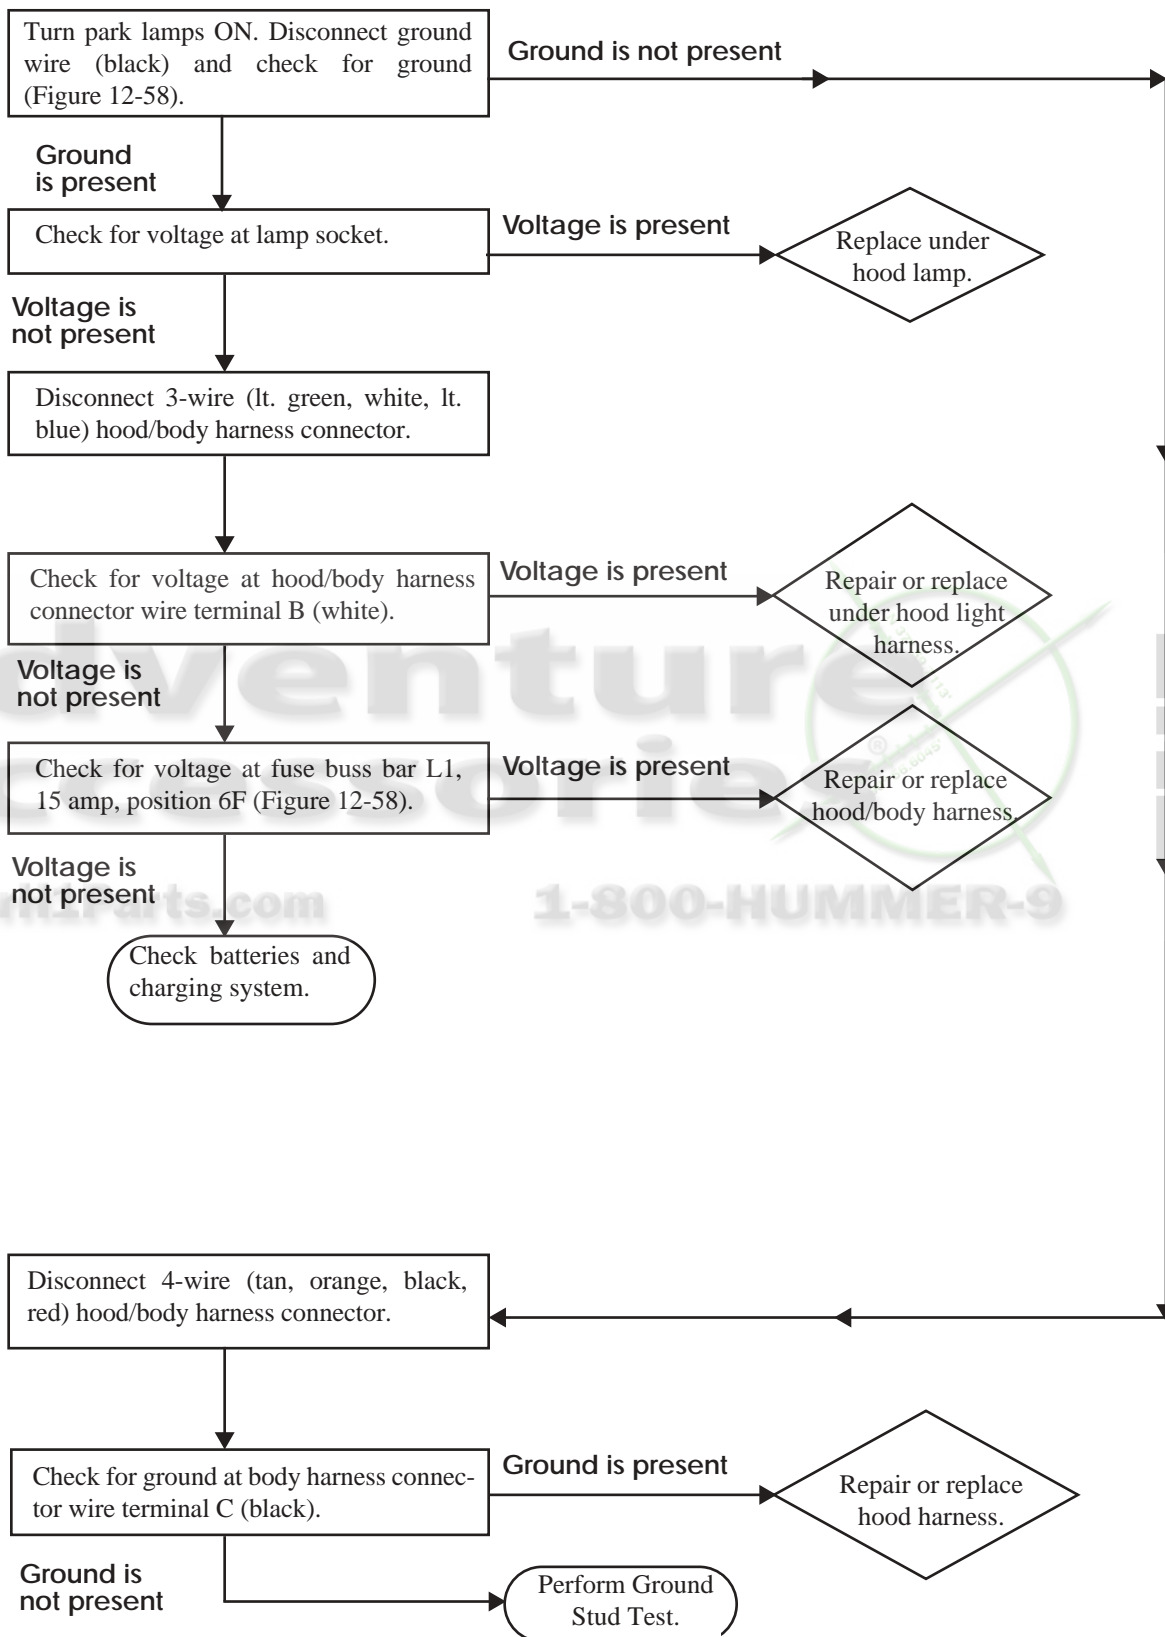 Turn park lamps ON. Disconnect ground
wire (black) and check for ground
(Figure 12-58).
Ground is not present
Ground
is present
Check for voltage at lamp socket.
Voltage is present
Replace under
hood lamp.
Voltage is
not present
Disconnect 3-wire (lt. green, white, lt.
blue) hood/body harness connector.
Check for voltage at hood/body harness
connector wire terminal B (white).
Voltage is present
Repair or replace
under hood light
harness.
Voltage is
not present
dventure
Check for voltage at fuse buss bar L1,
15 amp, position 6F (Figure 12-58).
Voltage is present
Repair or replace
hood/body harness.
ccessories
®
Voltage is
not present
mH1Parts.com
1-800-HUMMER-9
Check batteries and
charging system.
Disconnect 4-wire (tan, orange, black,
red) hood/body harness connector.
Check for ground at body harness connec-
tor wire terminal C (black).
Ground is present
Repair or replace
hood harness.
Ground is
not present
Perform Ground
Stud Test.